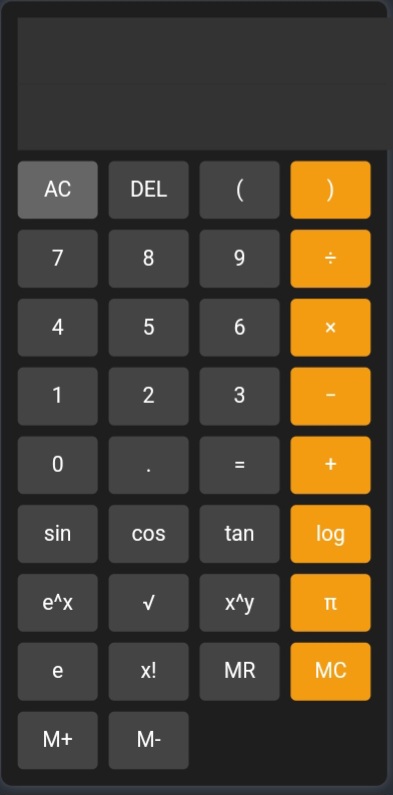 AC DEL ( )
7 8 9 ÷
4 5 6 ×
1 2 3 −
0 . = +
sin cos tan log
e^x √ x^y π
e x! MR MC
M+ M-